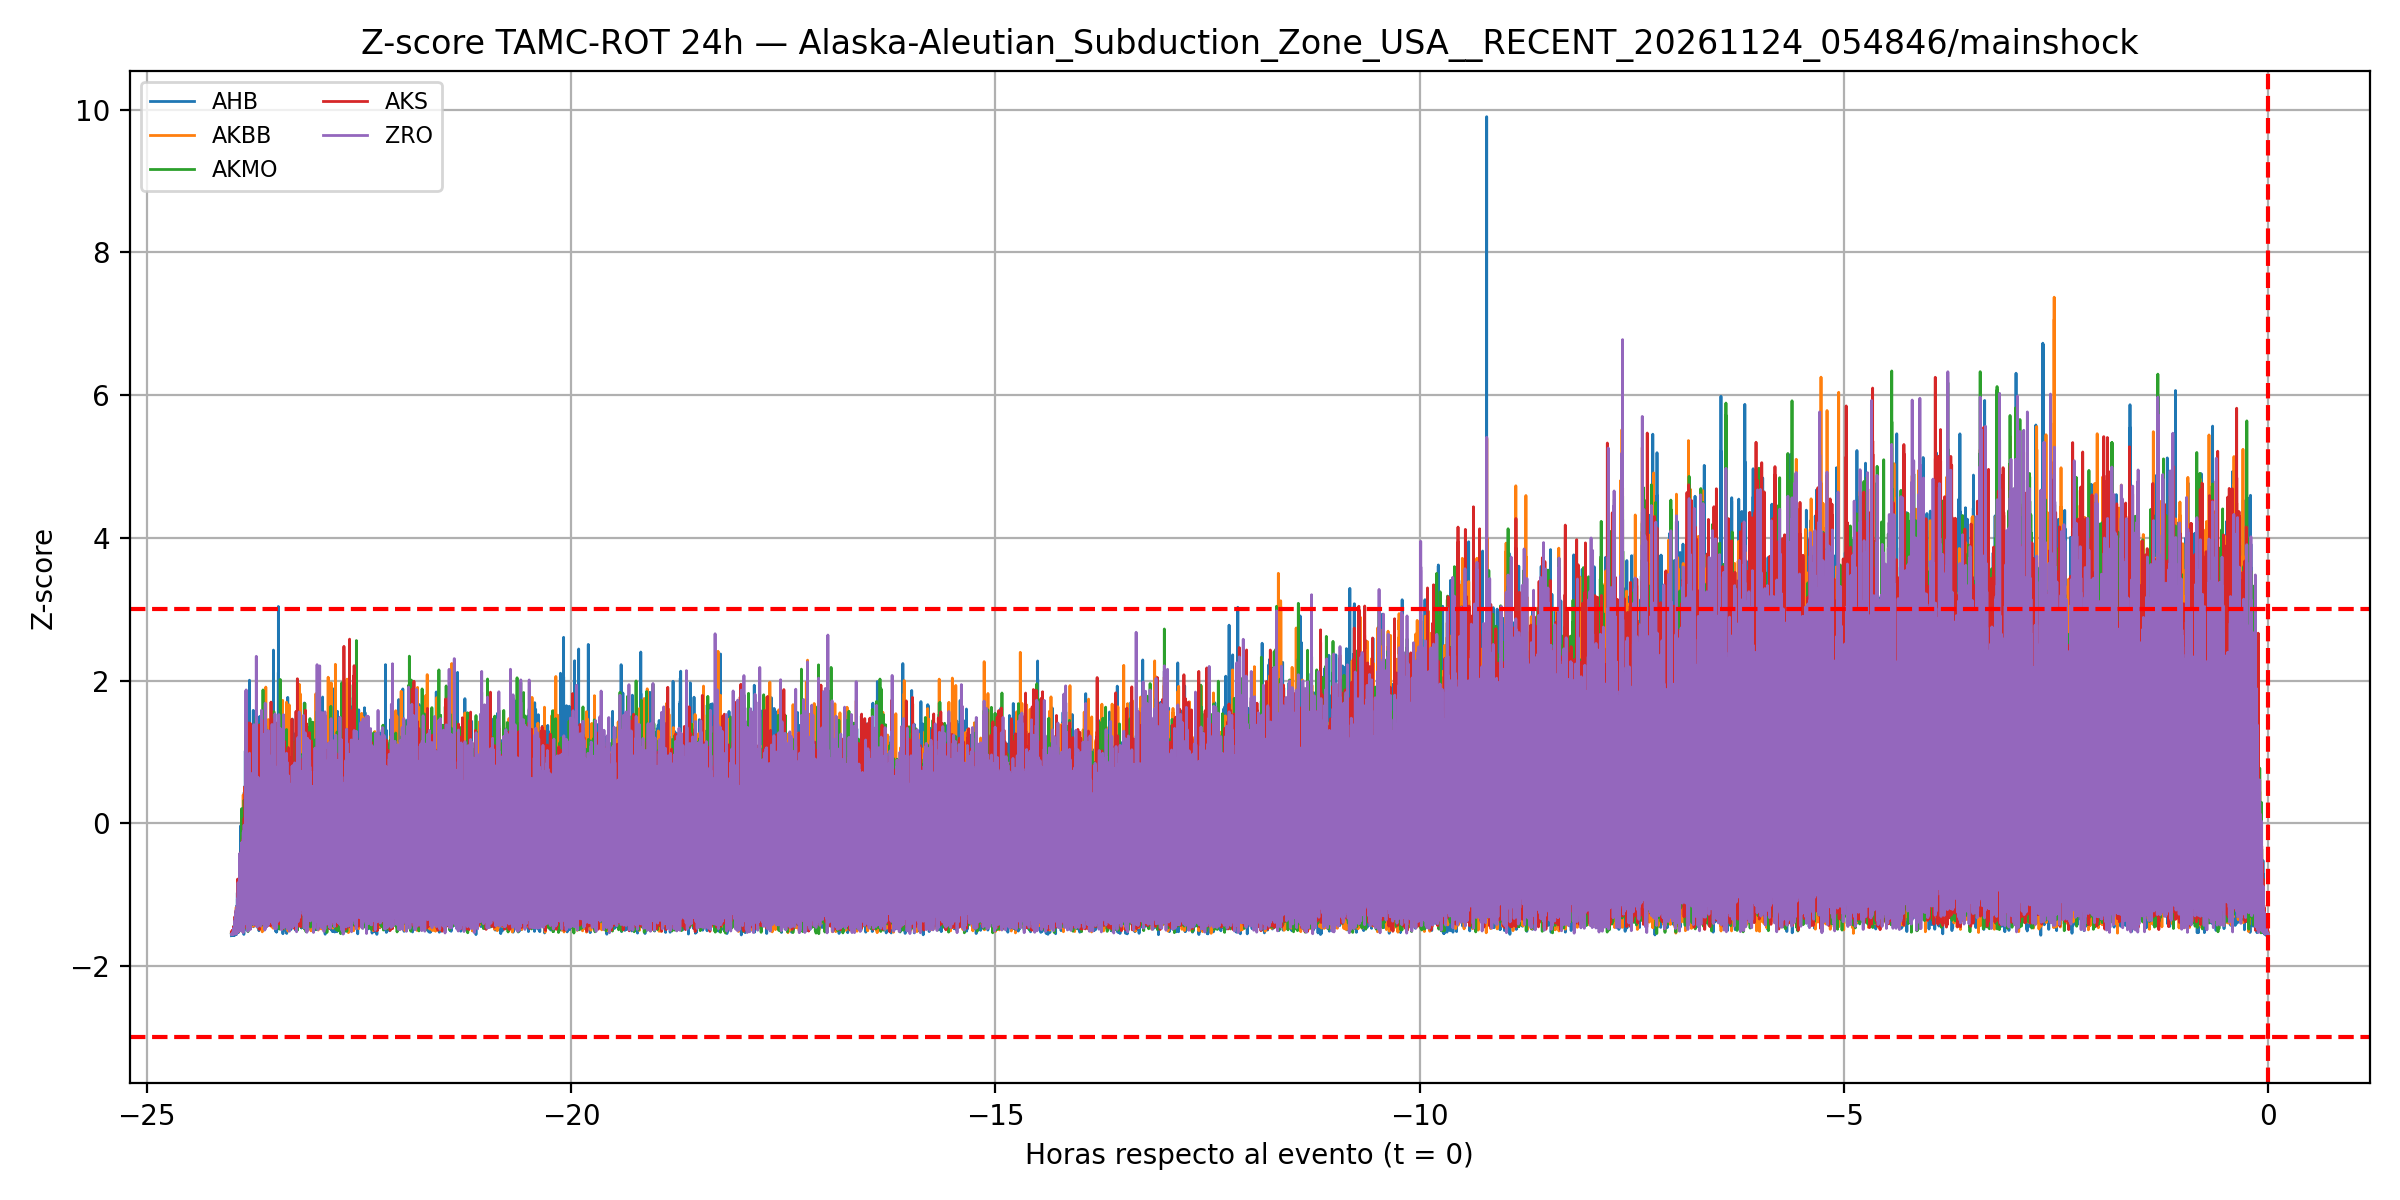 Z-score TAMC-ROT 24h — Alaska-Aleutian_Subduction_Zone_USA__RECENT_20261124_054846/mainshock
AHB
AKBB
AKMO
AKS
ZRO
10
8
6
4
2
0
−2
Z-score
−25
−20
−15
−10
−5
0
Horas respecto al evento (t = 0)